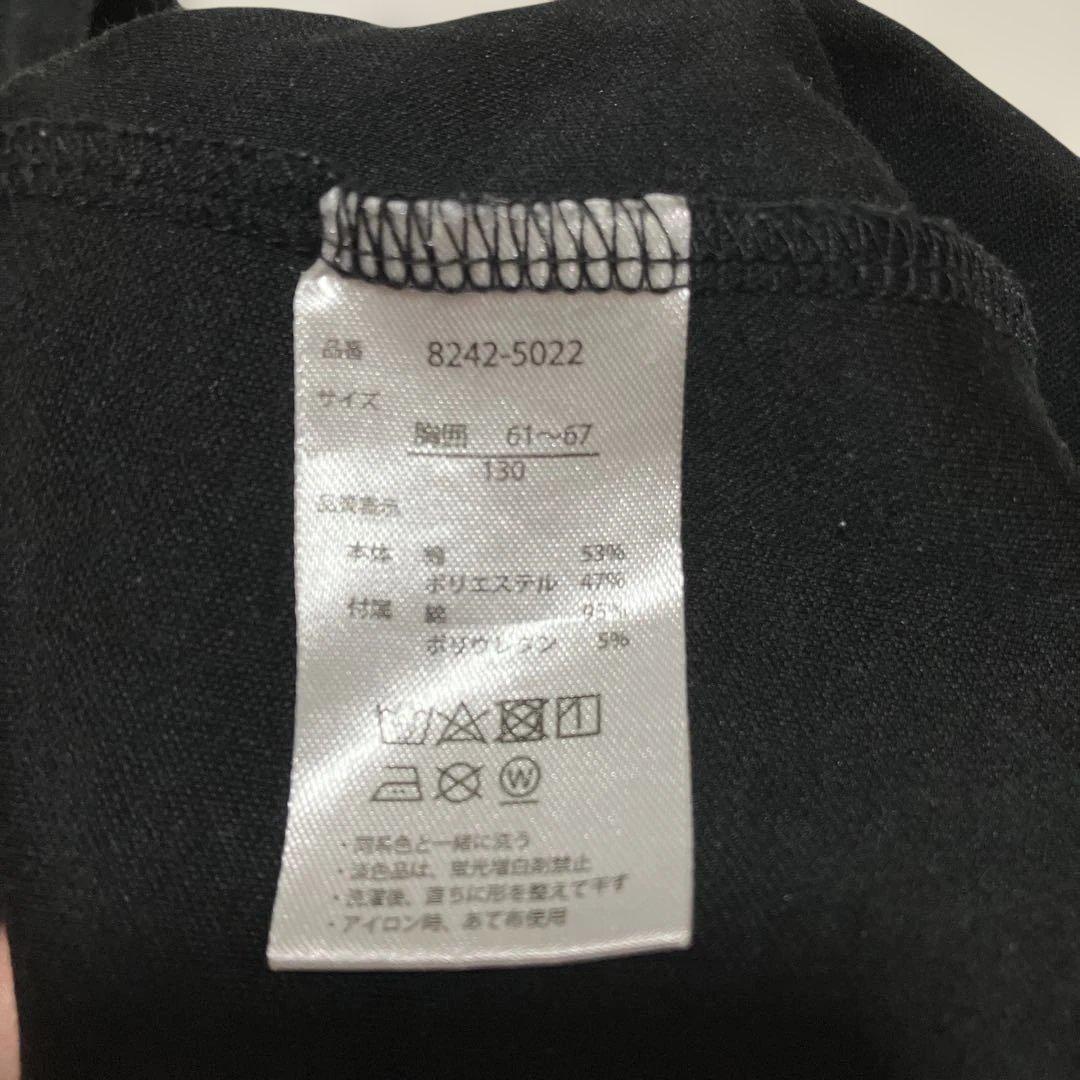 品番 8242-5022
サイズ
胸囲 61～67
130
品質表示
本体 綿 53%
ポリエステル 47%
付属 綿 95%
ポリウレタン 5%
W
・同系色と一緒に洗う
・淡色品は、蛍光増白剤禁止
・洗濯後、直ちに形を整えて干す
・アイロン時、あて布使用